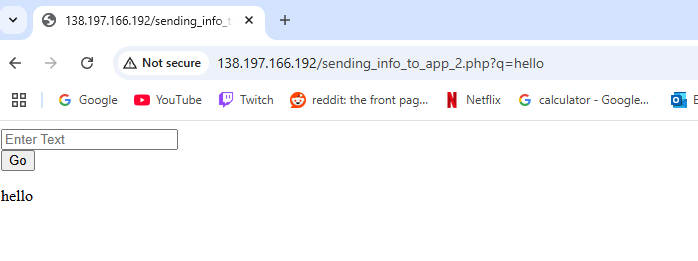 138.197.166.192/sending_info_t
Not secure 138.197.166.192/sending_info_to_app_2.php?q=hello
Google YouTube Twitch reddit: the front pag... Netflix calculator - Google...
Enter Text
Go
hello